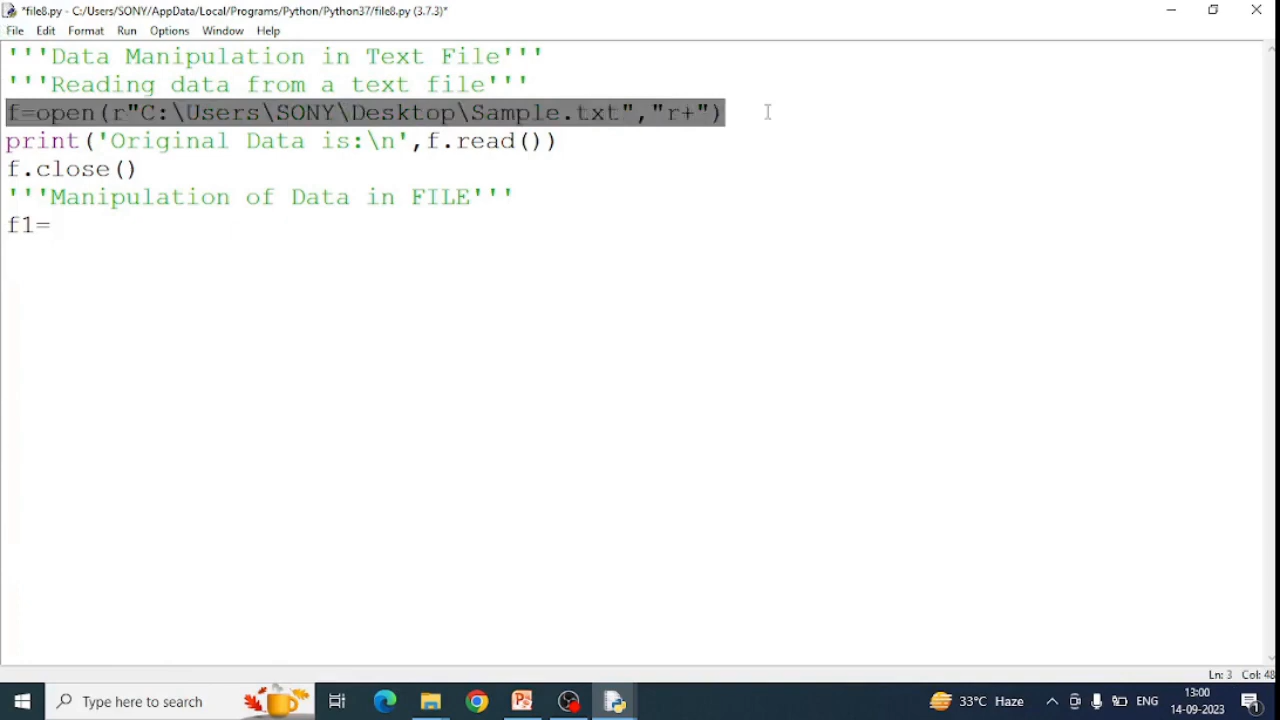 *file8.py - C:/Users/SONY/AppData/Local/Programs/Python/Python37/file8.py (3.7.3)*
File Edit Format Run Options Window Help
'''Data Manipulation in Text File'''
'''Reading data from a text file'''
f=open(r"C:\Users\SONY\Desktop\Sample.txt","r+")
print('Original Data is:\n',f.read())
f.close()
'''Manipulation of Data in FILE'''
f1=
Ln: 3 Col: 48
Type here to search
33°C Haze
ENG
13:00
14-09-2023
1